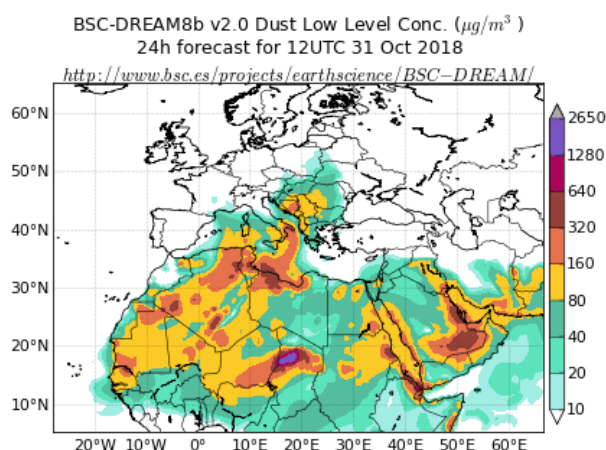 BSC-DREAM8b v2.0 Dust Low Level Conc. (μg/m³ )
24h forecast for 12UTC 31 Oct 2018
http://www.bsc.es/projects/earthscience/BSC−DREAM/
60°N
50°N
40°N
30°N
20°N
10°N
20°W 10°W 0° 10°E 20°E 30°E 40°E 50°E 60°E
2650
1280
640
320
160
80
40
20
10